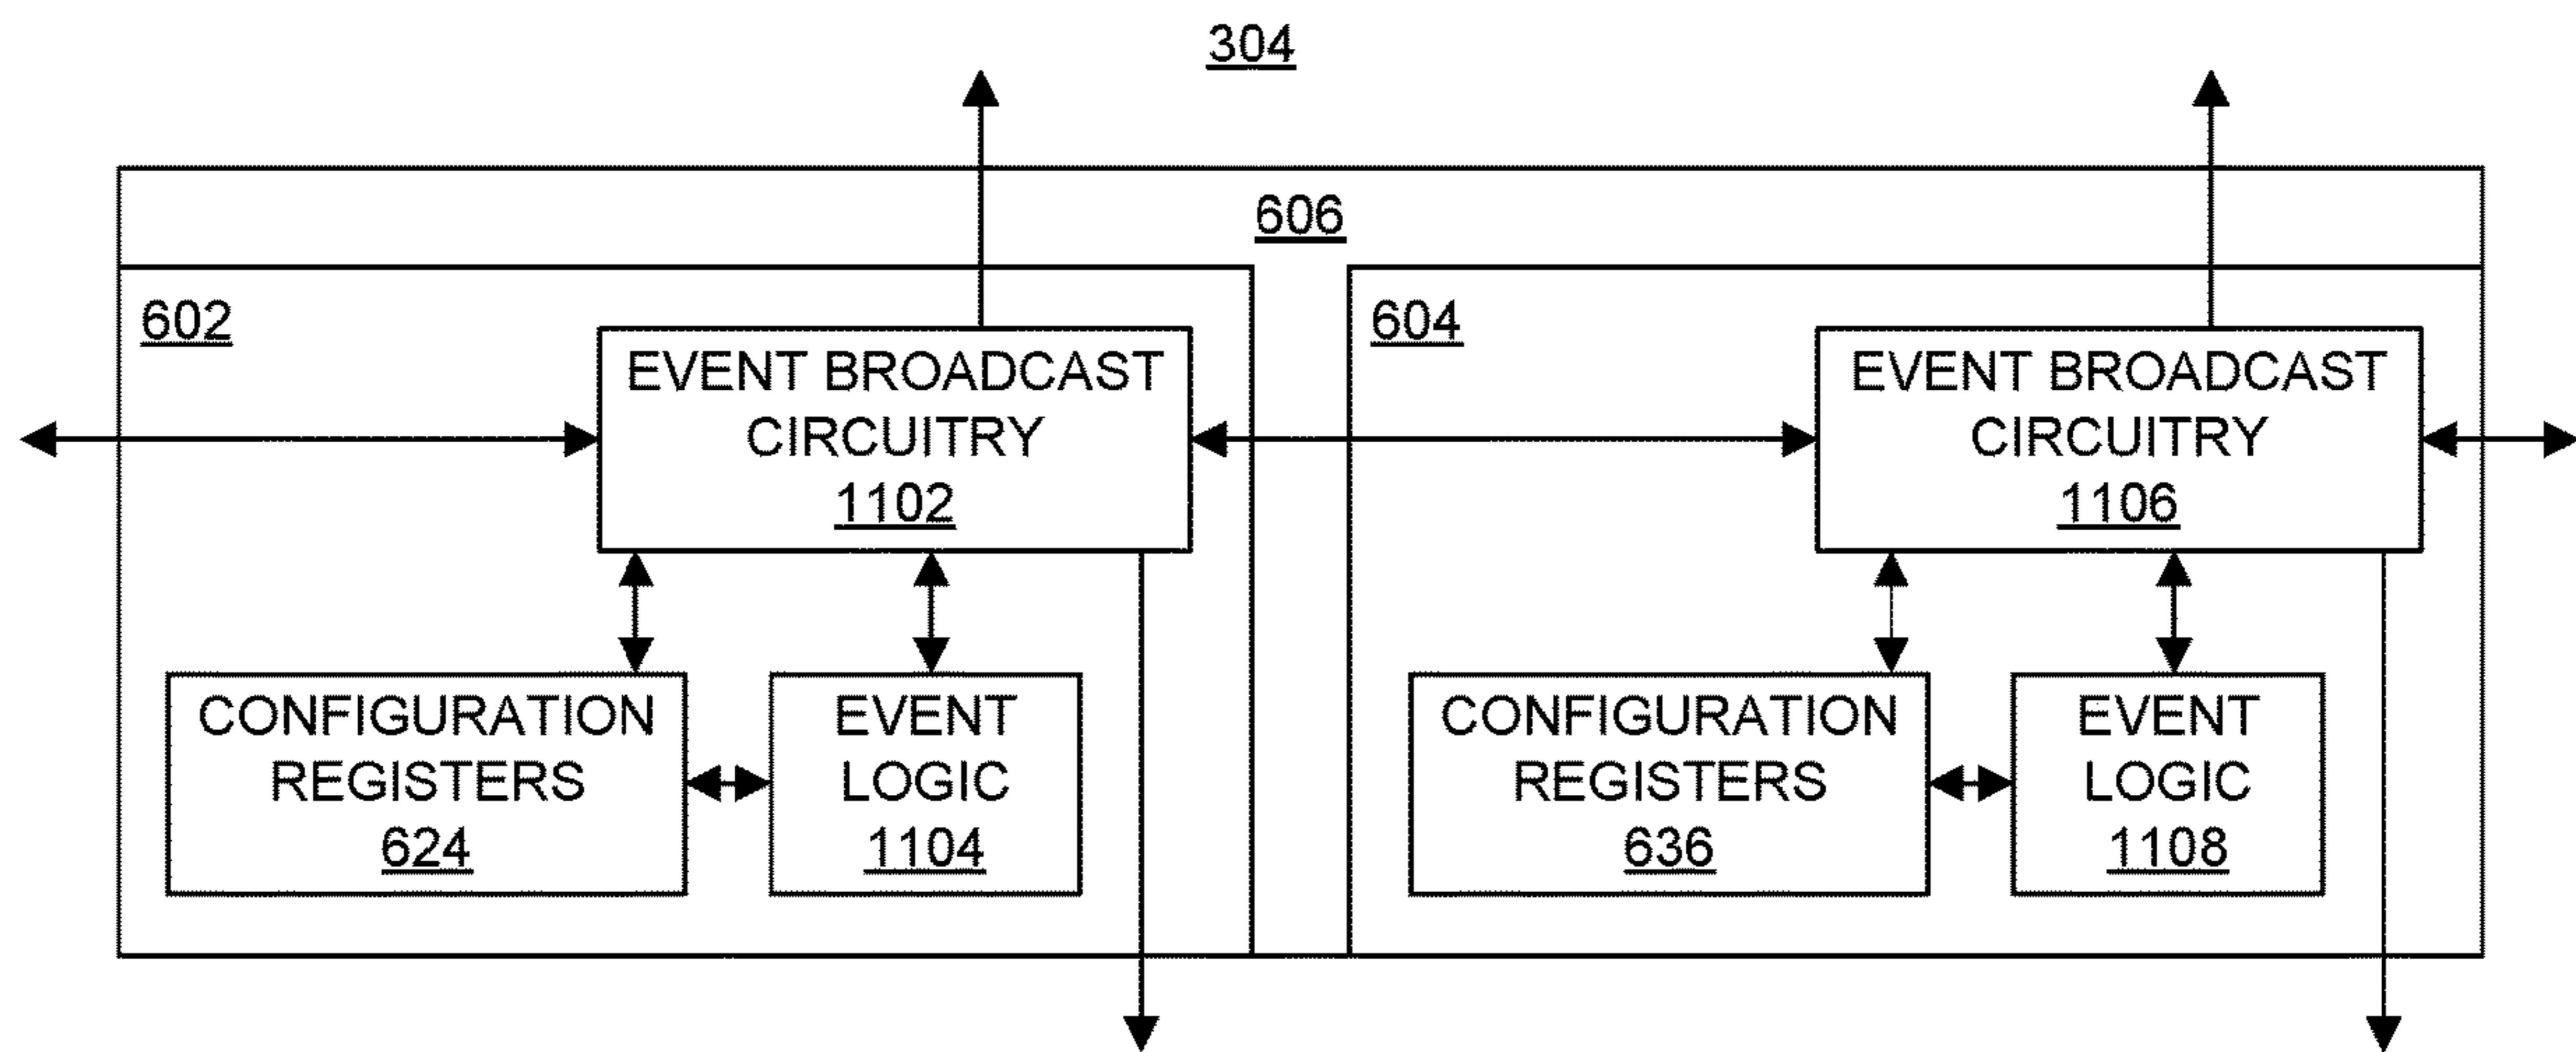 304
606
602
EVENT BROADCAST
CIRCUITRY
1102
604
EVENT BROADCAST
CIRCUITRY
1106
CONFIGURATION
REGISTERS
624
EVENT
LOGIC
1104
CONFIGURATION
REGISTERS
636
EVENT
LOGIC
1108